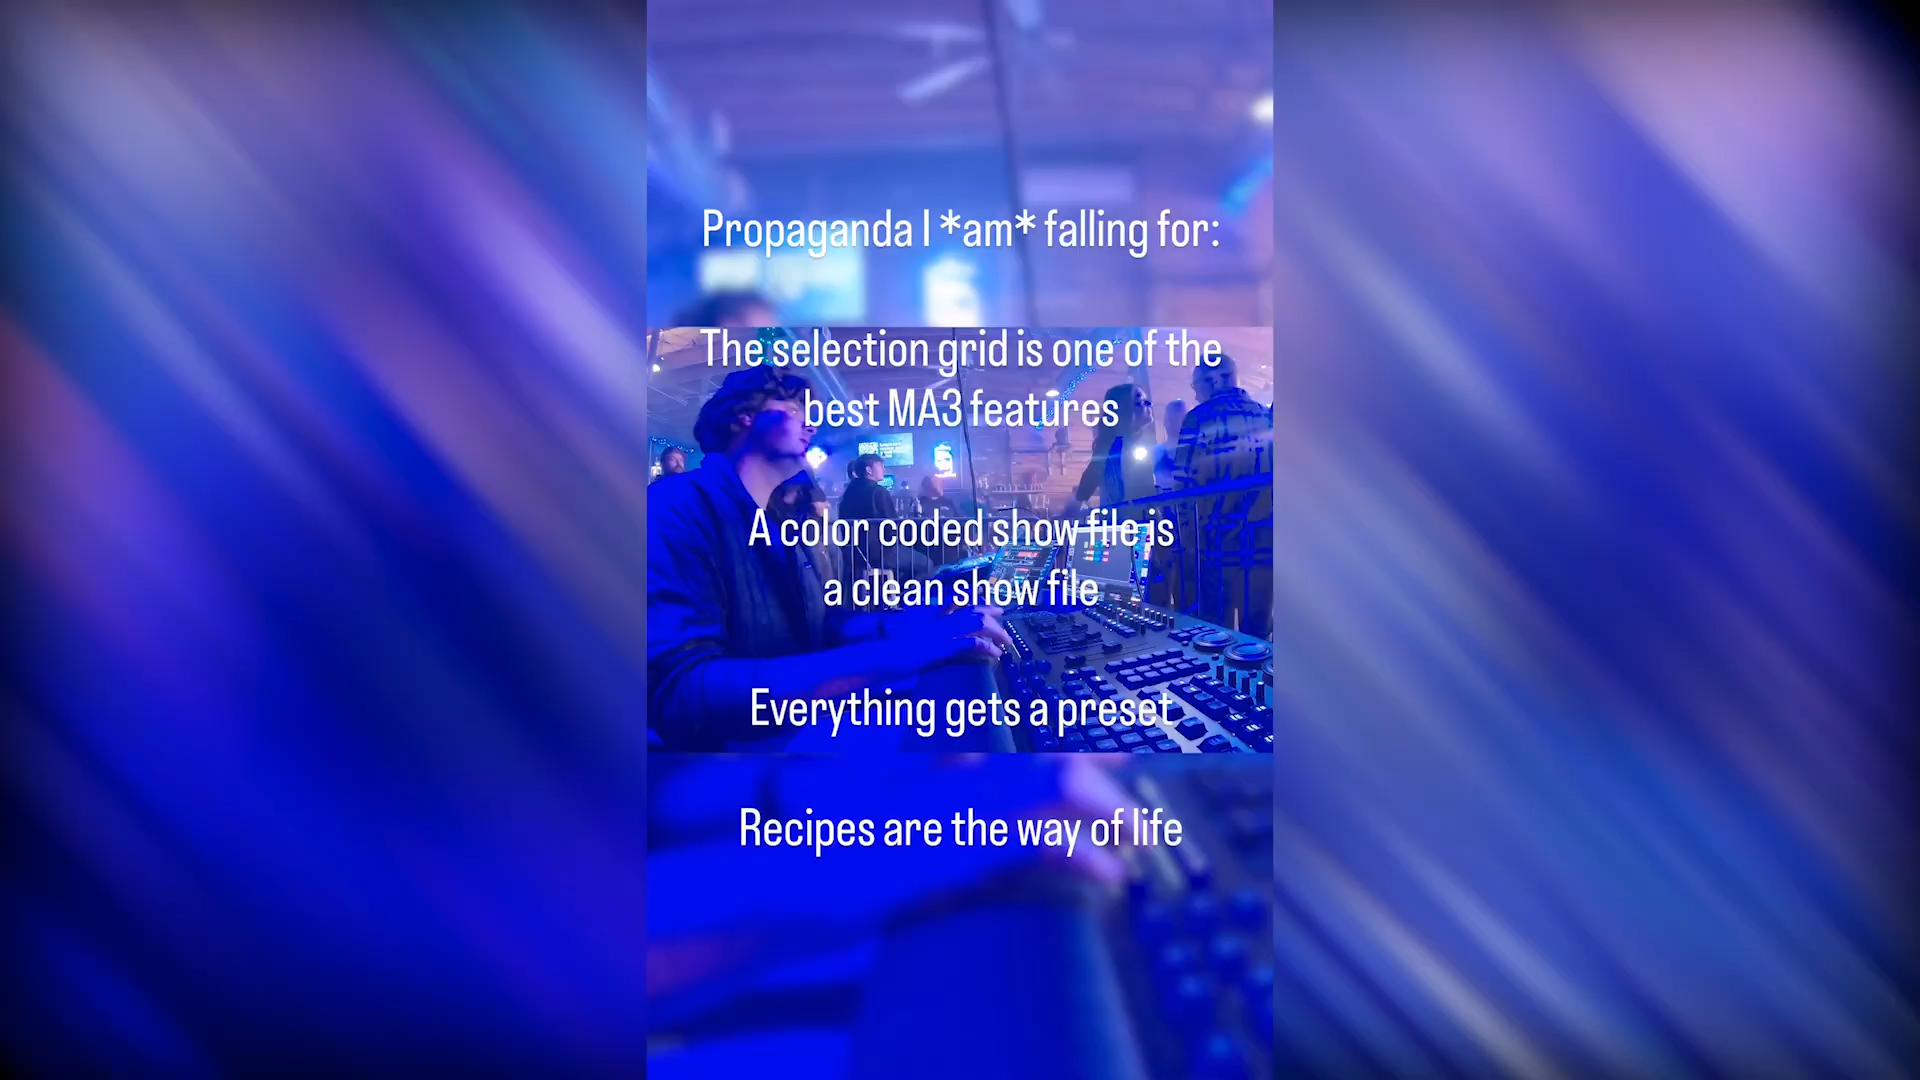 Propaganda I *am* falling for:
The selection grid is one of the
best MA3 features
A color coded show file is
a clean show file
Everything gets a preset
Recipes are the way of life